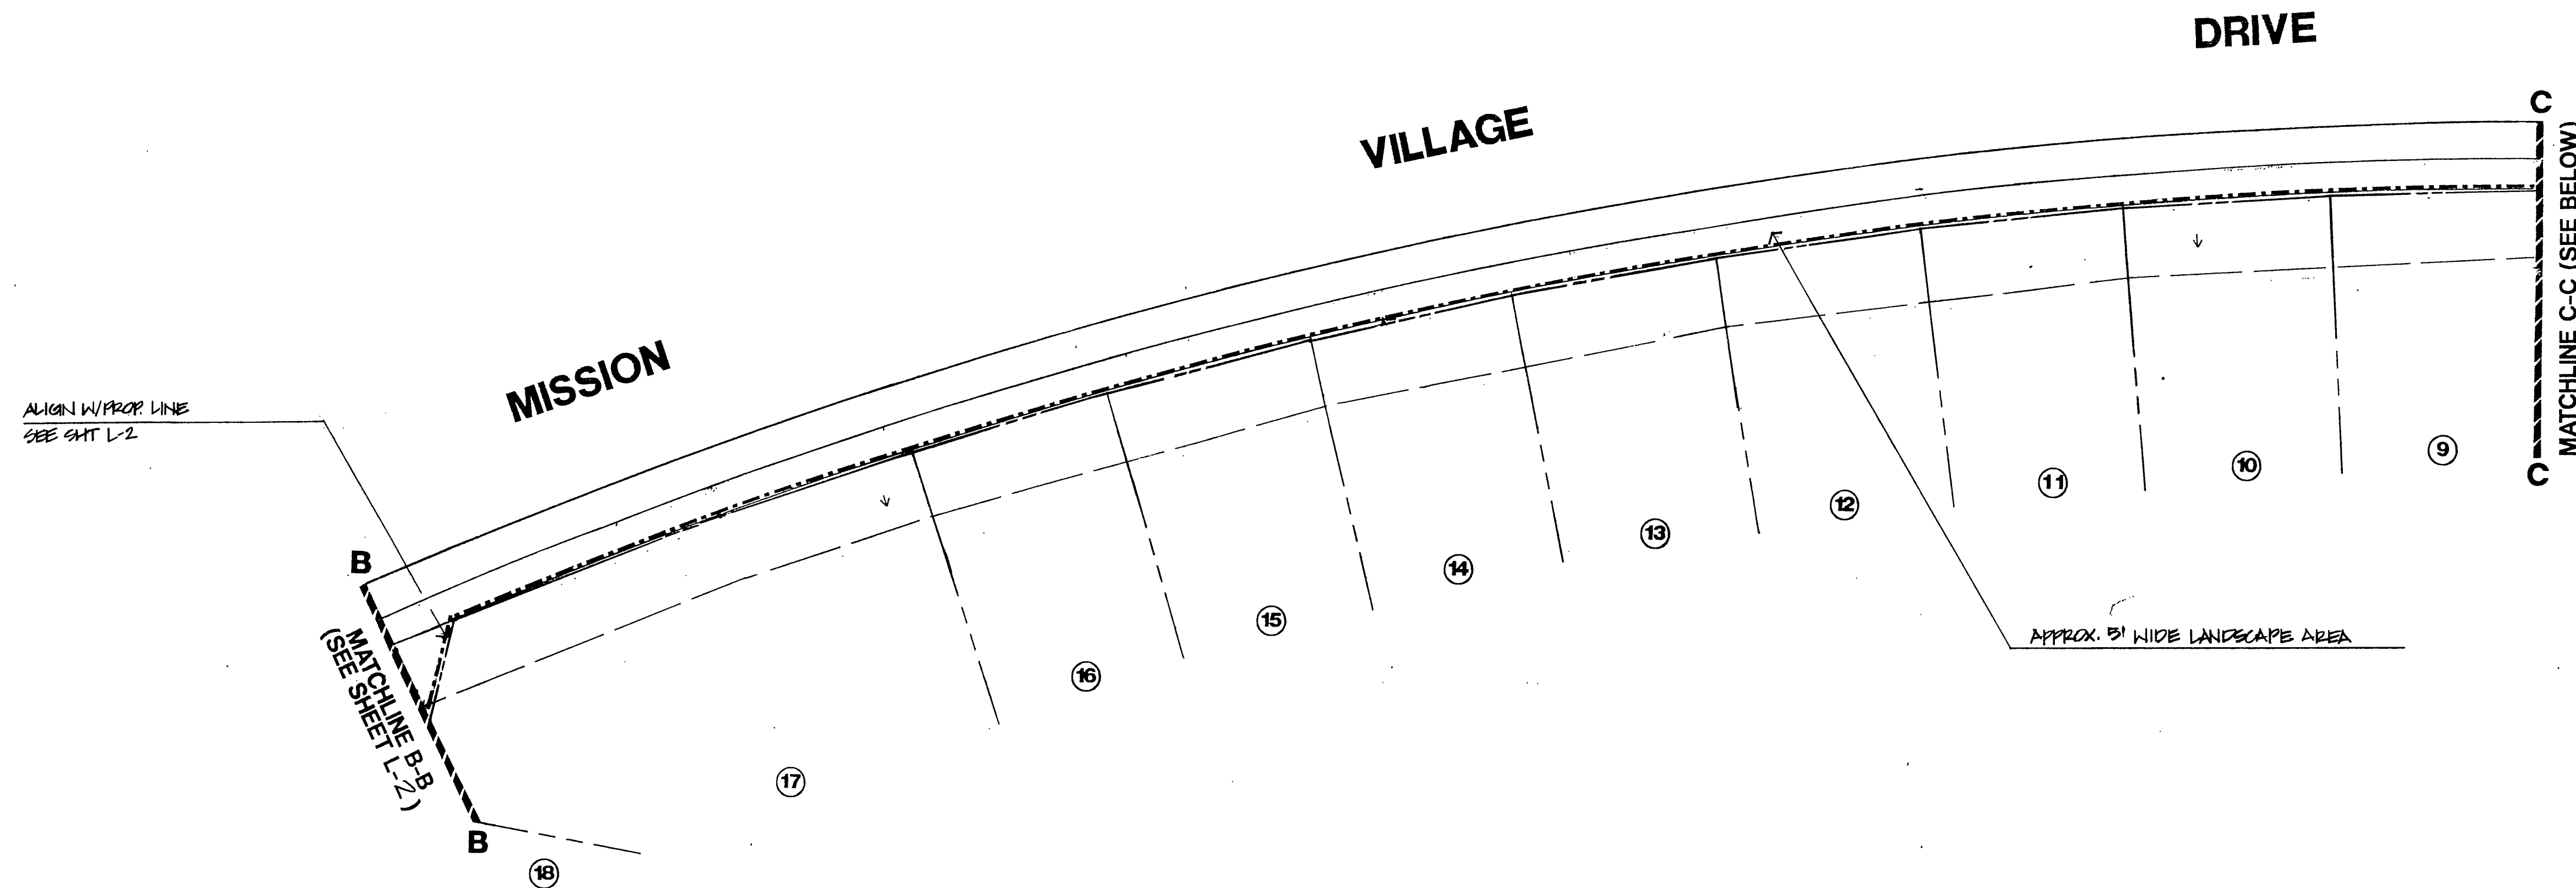 DRIVE
VILLAGE
MISSION
C
MATCHLINE C-C (SEE BELOW)
C
ALIGN W/PROP. LINE
SEE SHT L-2
B
MATCHLINE B-B
(SEE SHEET L-2)
B
9
10
11
12
13
14
15
16
17
18
APPROX. 5' WIDE LANDSCAPE AREA